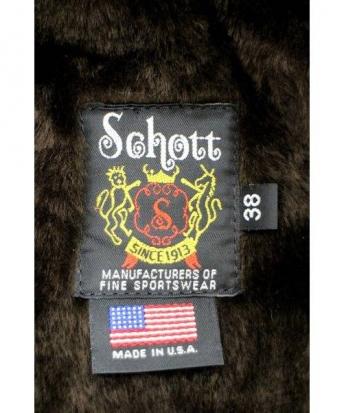 Schott
S
SINCE 1913
MANUFACTURERS OF
FINE SPORTSWEAR
38
MADE IN U.S.A.